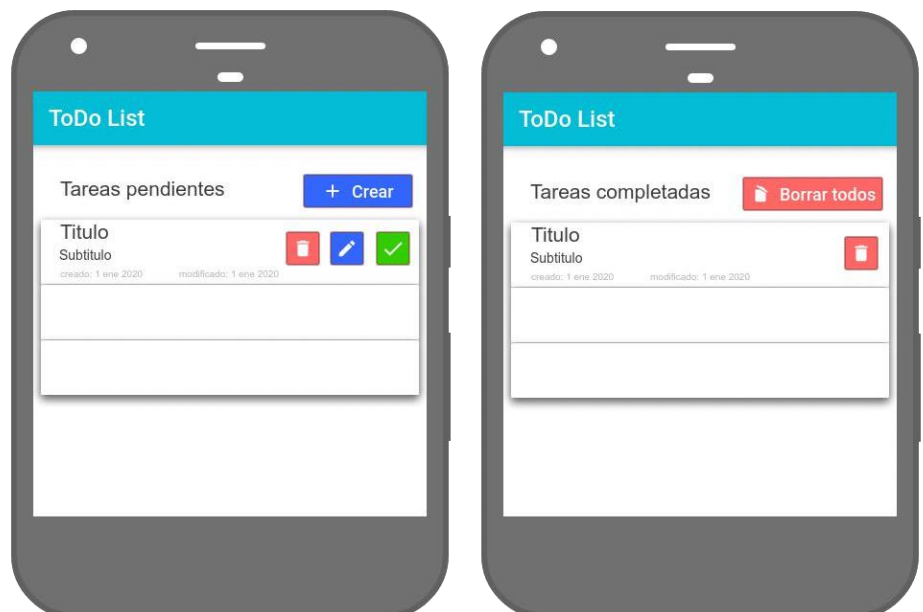 ToDo List
Tareas pendientes
+ Crear
Titulo
Subtitulo
creado: 1 ene 2020 modificado: 1 ene 2020
ToDo List
Tareas completadas
Borrar todos
Titulo
Subtitulo
creado: 1 ene 2020 modificado: 1 ene 2020